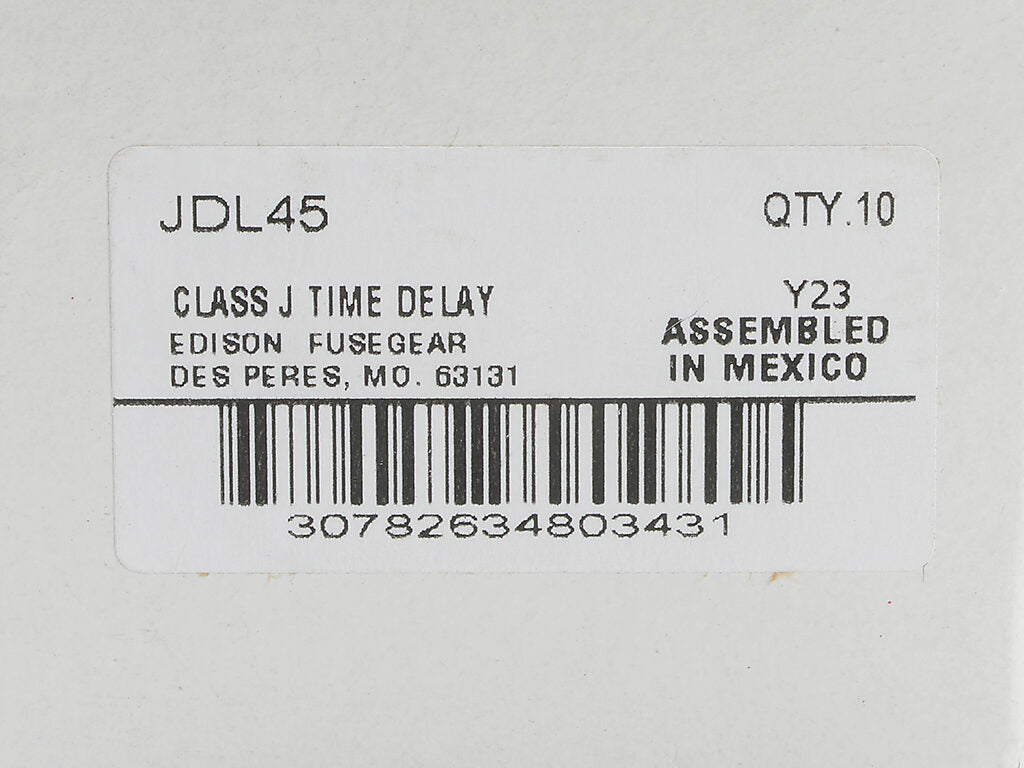 JDL45 QTY.10
CLASS J TIME DELAY Y23
EDISON FUSEGEAR ASSEMBLED
DES PERES, MO. 63131 IN MEXICO
30782634803431